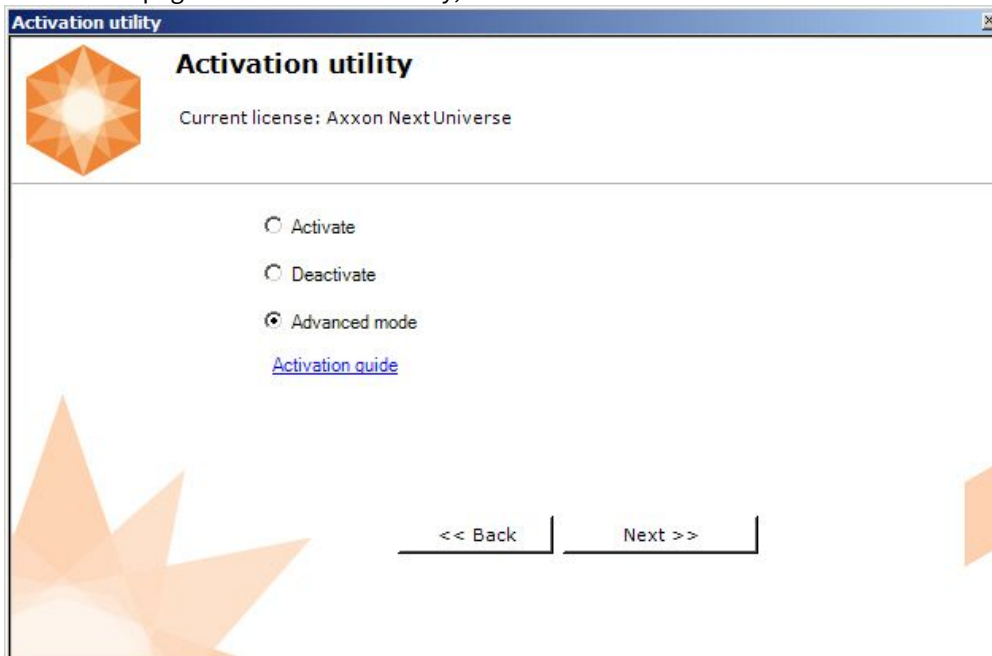 Activation utility
Activation utility
Current license: Axxon Next Universe
Activate
Deactivate
Advanced mode
Activation guide
<< Back Next >>